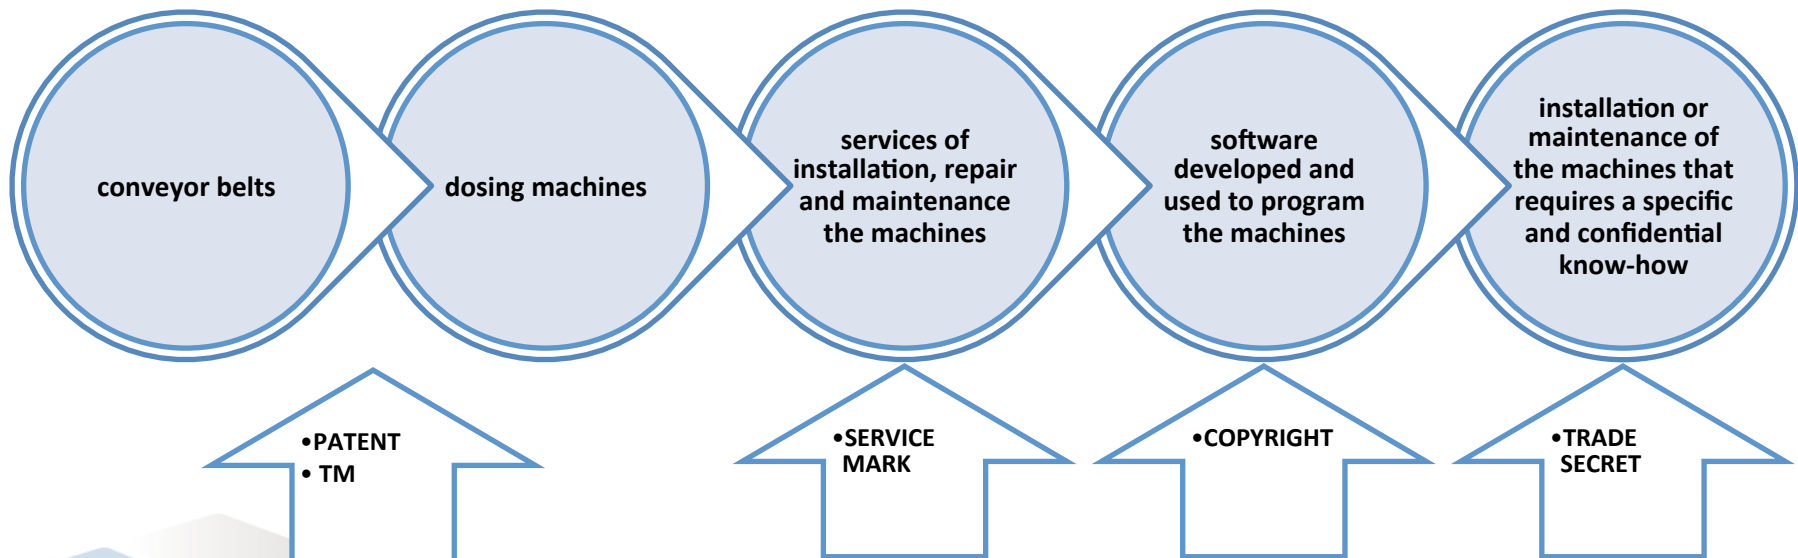 conveyor belts
dosing machines
services of
installation, repair
and maintenance
the machines
software
developed and
used to program
the machines
installation or
maintenance of
the machines that
requires a specific
and confidential
know-how
•PATENT
• TM
•SERVICE
MARK
•COPYRIGHT
•TRADE
SECRET